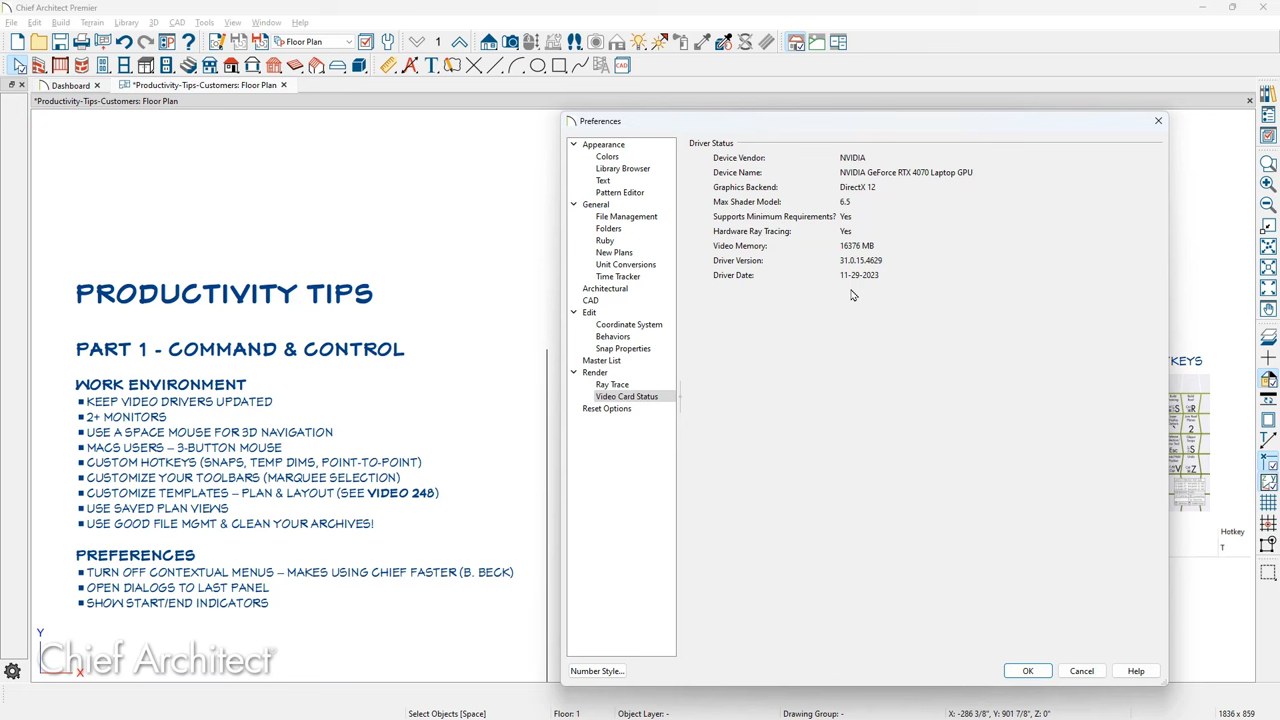 Chief Architect Premier
File Edit Build Terrain Library 3D CAD Tools View Window Help
Floor Plan 1
CAD
Dashboard *Productivity-Tips-Customers: Floor Plan
*Productivity-Tips-Customers: Floor Plan
PRODUCTIVITY TIPS
PART 1 - COMMAND & CONTROL
WORK ENVIRONMENT
▪ KEEP VIDEO DRIVERS UPDATED
▪ 2+ MONITORS
▪ USE A SPACE MOUSE FOR 3D NAVIGATION
▪ MACS USERS – 3-BUTTON MOUSE
▪ CUSTOM HOTKEYS (SNAPS, TEMP DIMS, POINT-TO-POINT)
▪ CUSTOMIZE YOUR TOOLBARS (MARQUEE SELECTION)
▪ CUSTOMIZE TEMPLATES – PLAN & LAYOUT (SEE VIDEO 248)
▪ USE SAVED PLAN VIEWS
▪ USE GOOD FILE MGMT & CLEAN YOUR ARCHIVES!
PREFERENCES
▪ TURN OFF CONTEXTUAL MENUS – MAKES USING CHIEF FASTER (B. BECK)
▪ OPEN DIALOGS TO LAST PANEL
▪ SHOW START/END INDICATORS
Y
X
Chief Architect
Preferences
Appearance
Colors
Library Browser
Text
Pattern Editor
General
File Management
Folders
Ruby
New Plans
Unit Conversions
Time Tracker
Architectural
CAD
Edit
Coordinate System
Behaviors
Snap Properties
Master List
Render
Ray Trace
Video Card Status
Reset Options
Driver Status
Device Vendor: NVIDIA
Device Name: NVIDIA GeForce RTX 4070 Laptop GPU
Graphics Backend: DirectX 12
Max Shader Model: 6.5
Supports Minimum Requirements? Yes
Hardware Ray Tracing: Yes
Video Memory: 16376 MB
Driver Version: 31.0.15.4629
Driver Date: 11-29-2023
Number Style... OK Cancel Help
Hotkey
T
Select Objects [Space] Floor: 1 Object Layer: - Drawing Group: - X: -286 3/8", Y: 901 7/8", Z: 0" 1836 x 859